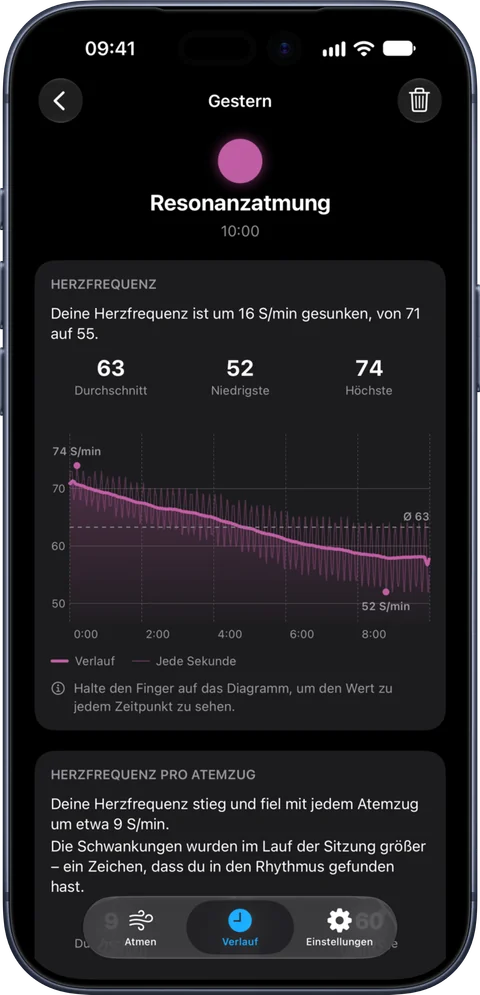 09:41
Gestern
Resonanzatmung
10:00
HERZFREQUENZ
Deine Herzfrequenz ist um 16 S/min gesunken, von 71
auf 55.
63 52 74
Durchschnitt Niedrigste Höchste
74 S/min
70
Ø 63
60
50
52 S/min
0:00 2:00 4:00 6:00 8:00
Verlauf Jede Sekunde
Halte den Finger auf das Diagramm, um den Wert zu
jedem Zeitpunkt zu sehen.
HERZFREQUENZ PRO ATEMZUG
Deine Herzfrequenz stieg und fiel mit jedem Atemzug
um etwa 9 S/min.
Die Schwankungen wurden im Lauf der Sitzung größer
– ein Zeichen, dass du in den Rhythmus gefunden
hast.
9 60
Atmen Verlauf Einstellungen